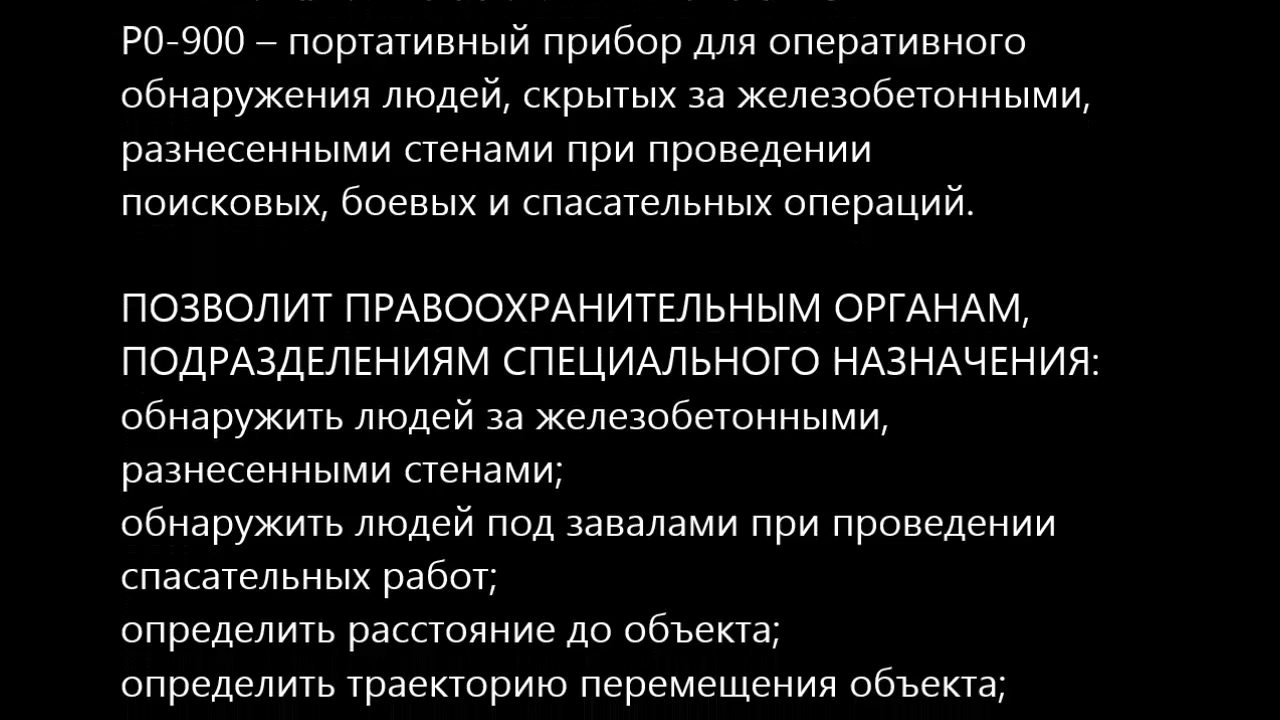 РО-900 – портативный прибор для оперативного
обнаружения людей, скрытых за железобетонными,
разнесенными стенами при проведении
поисковых, боевых и спасательных операций.
ПОЗВОЛИТ ПРАВООХРАНИТЕЛЬНЫМ ОРГАНАМ,
ПОДРАЗДЕЛЕНИЯМ СПЕЦИАЛЬНОГО НАЗНАЧЕНИЯ:
обнаружить людей за железобетонными,
разнесенными стенами;
обнаружить людей под завалами при проведении
спасательных работ;
определить расстояние до объекта;
определить траекторию перемещения объекта;